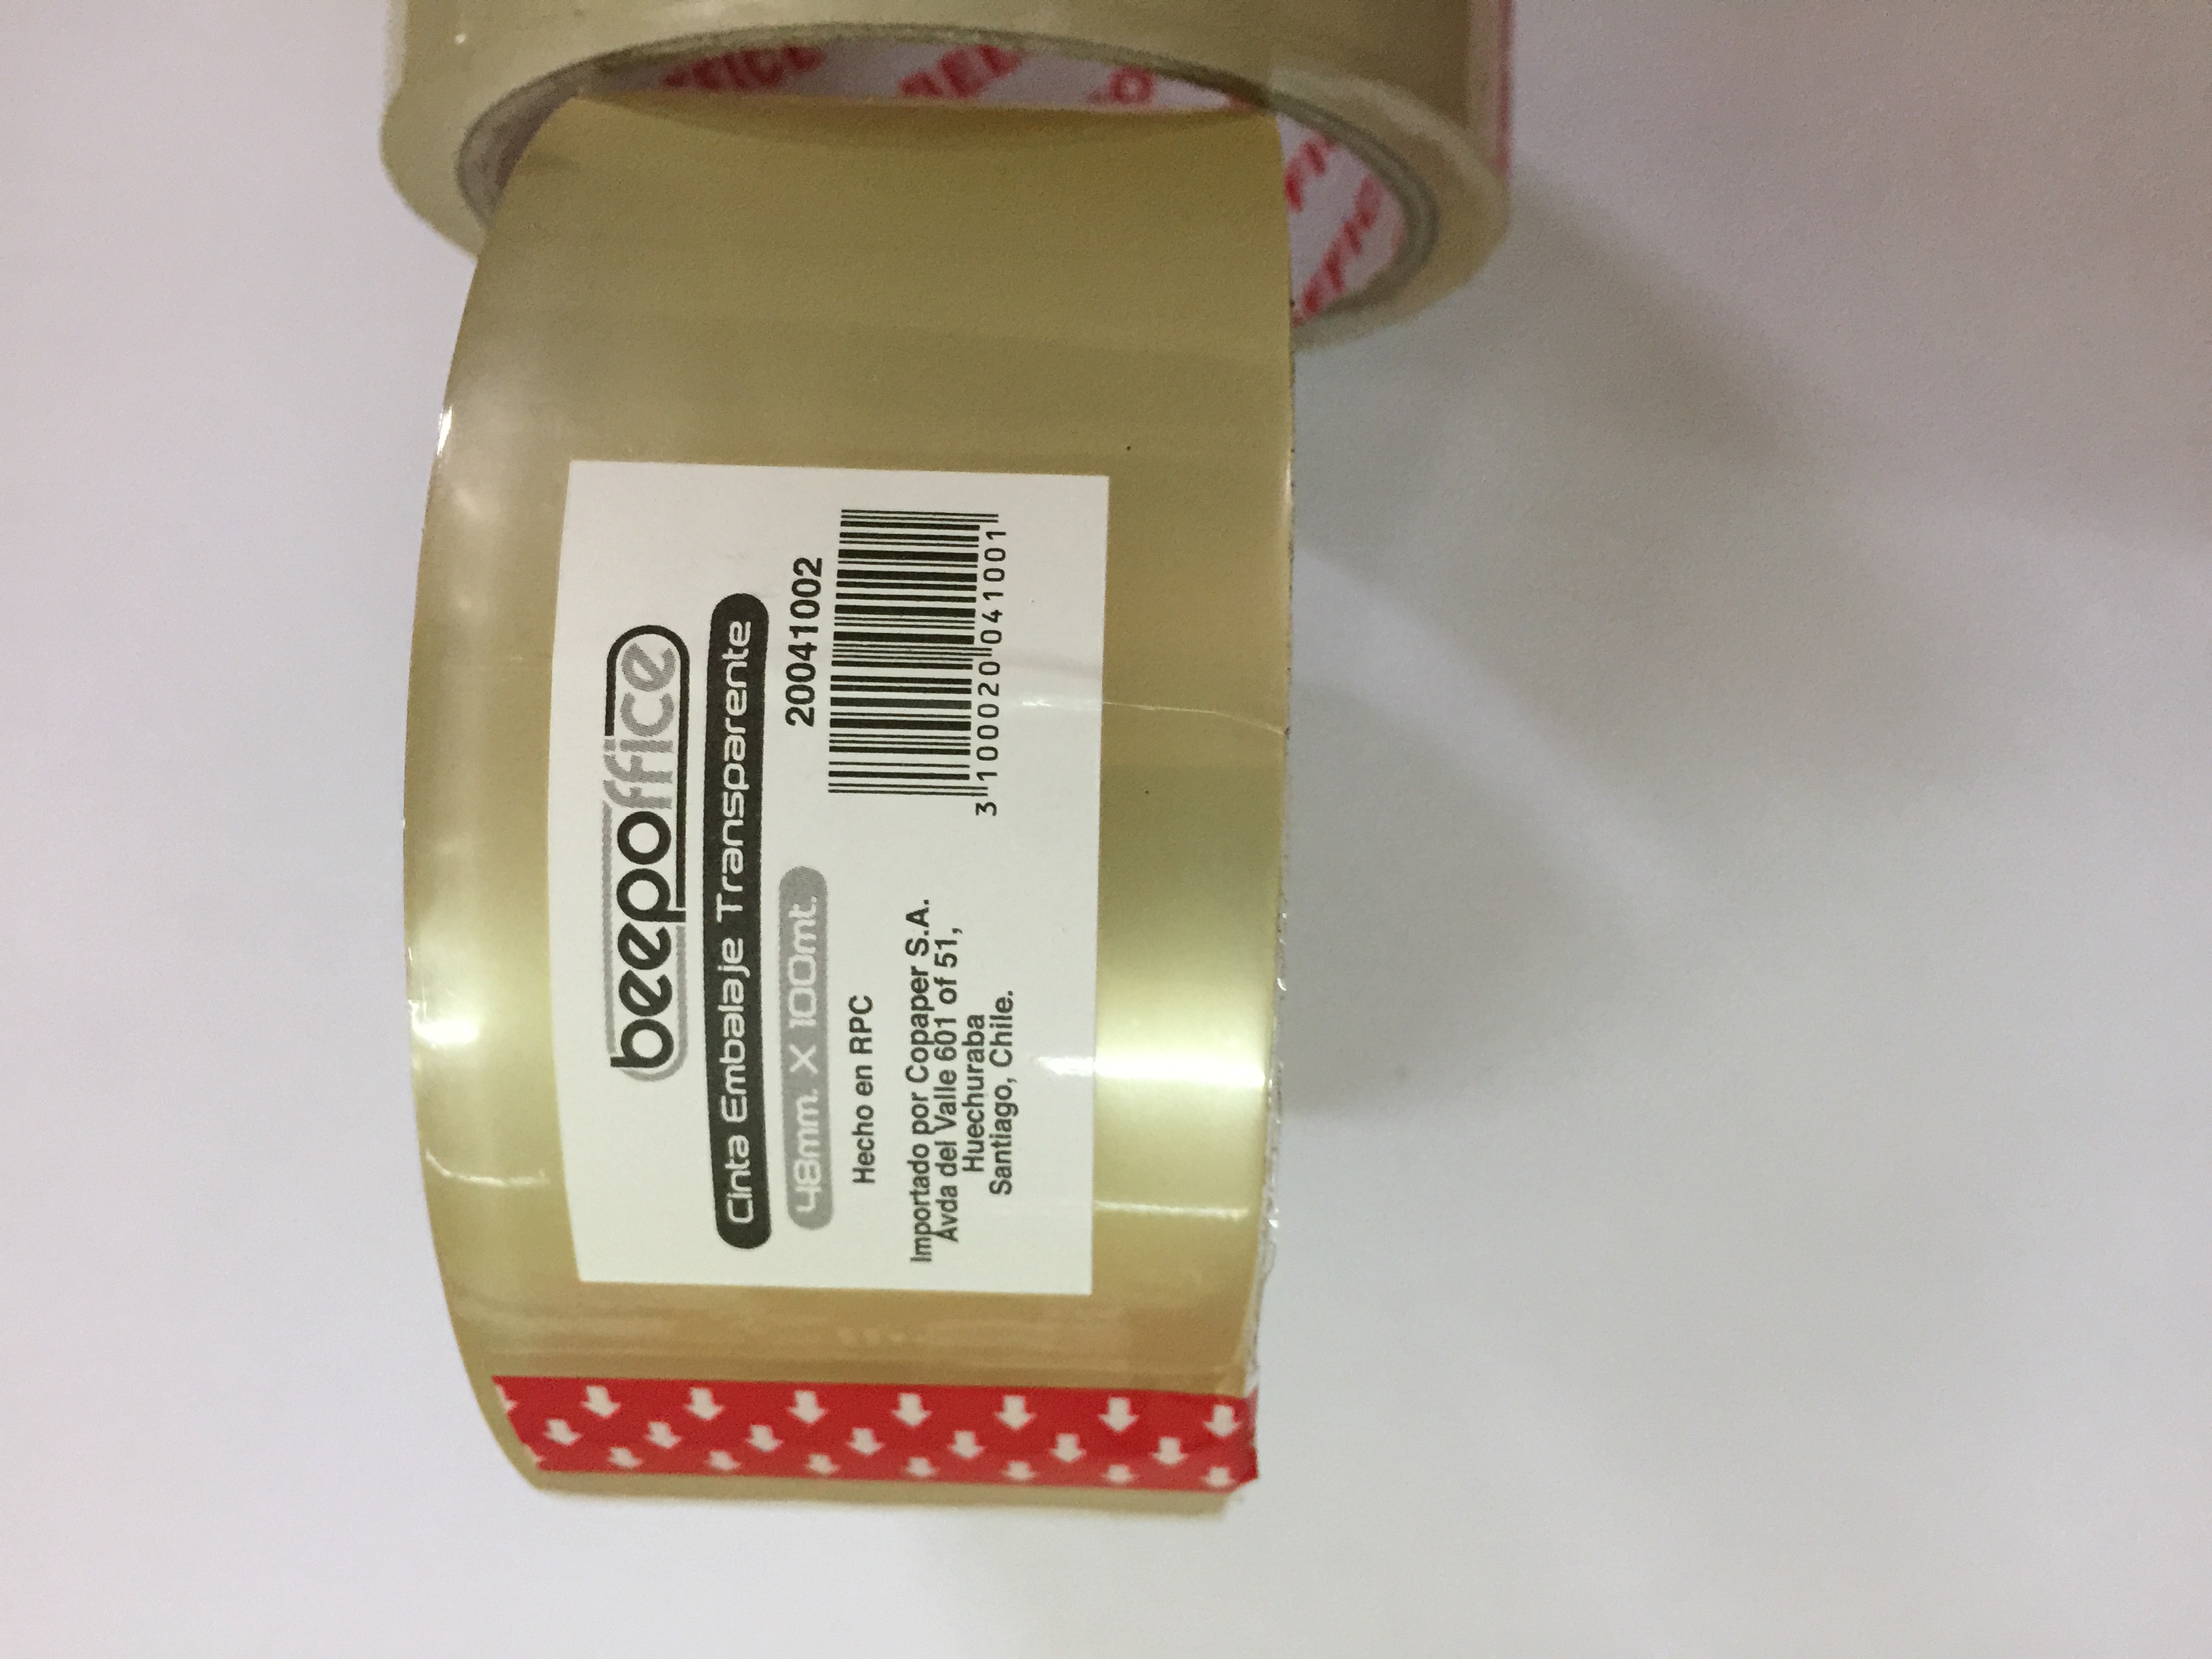 beepoffice
Cinta Embalaje Transparente
48mm. X 100mt.
20041002
Hecho en RPC
3 100020 041001
Importado por Copaper S.A.
Avda del Valle 601 of 51,
Huechuraba
Santiago, Chile.